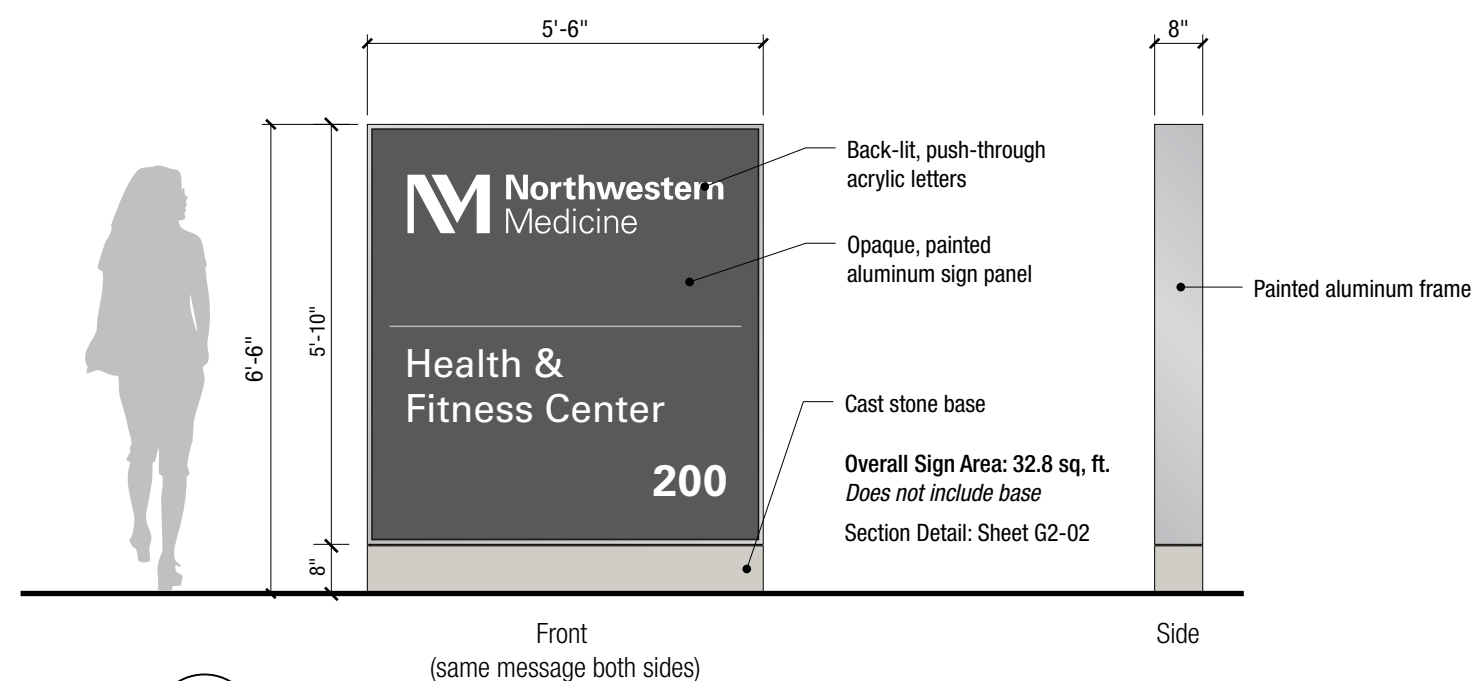 5'-6"
8"
Back-lit, push-through
acrylic letters
Northwestern
Medicine
Opaque, painted
aluminum sign panel
Painted aluminum frame
6'-6"
5'-10"
Health &
Fitness Center
200
Cast stone base
Overall Sign Area: 32.8 sq, ft.
Does not include base
Section Detail: Sheet G2-02
8"
Front
(same message both sides)
Side